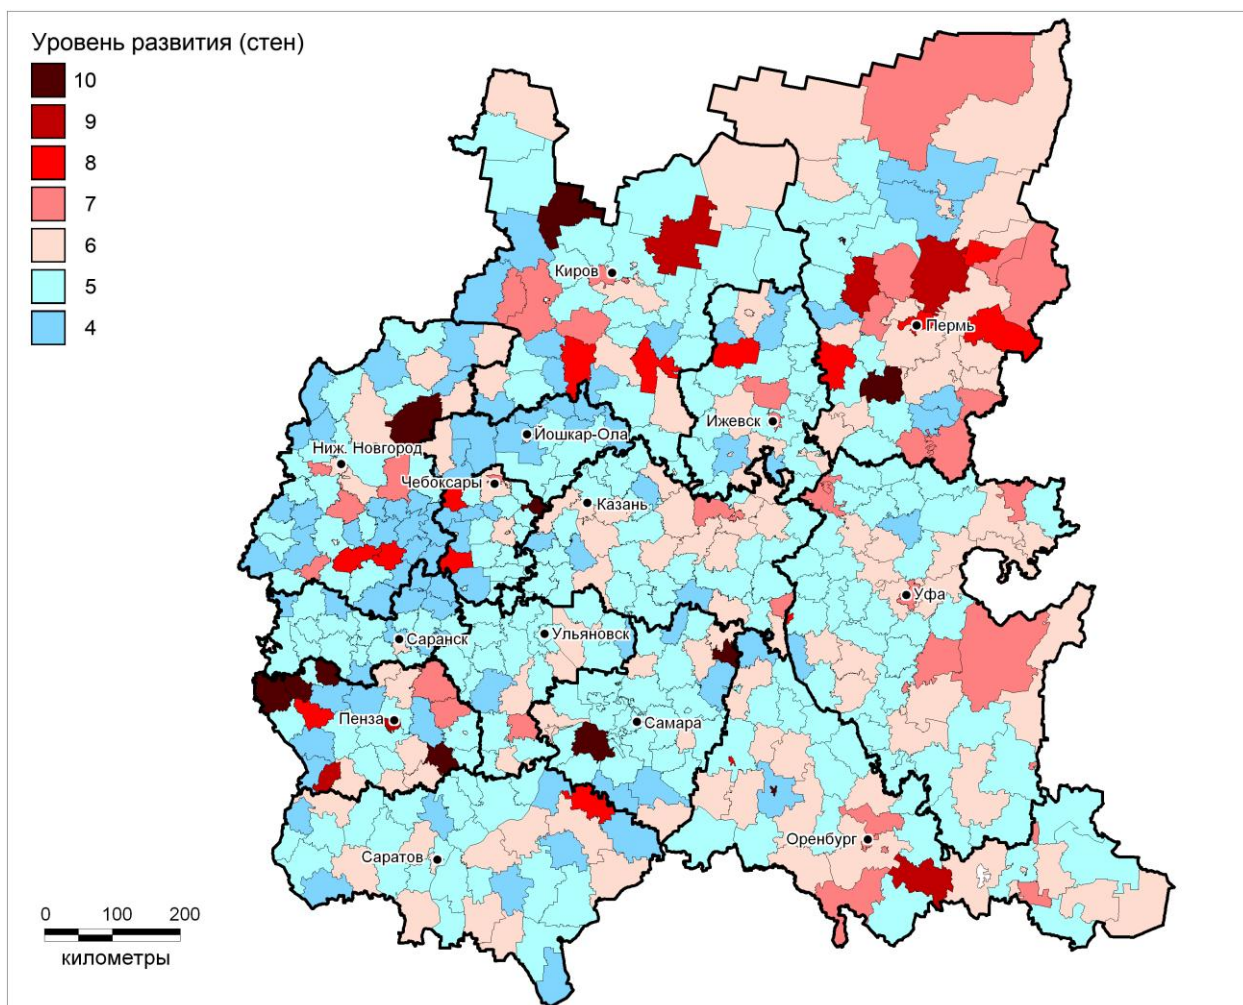 Уровень развития (стен)
10
9
8
7
6
5
4
Киров
Пермь
Ижевск
Йошкар-Ола
Ниж. Новгород
Чебоксары
Казань
Уфа
Ульяновск
Саранск
Пенза
Самара
Оренбург
Саратов
0 100 200
километры